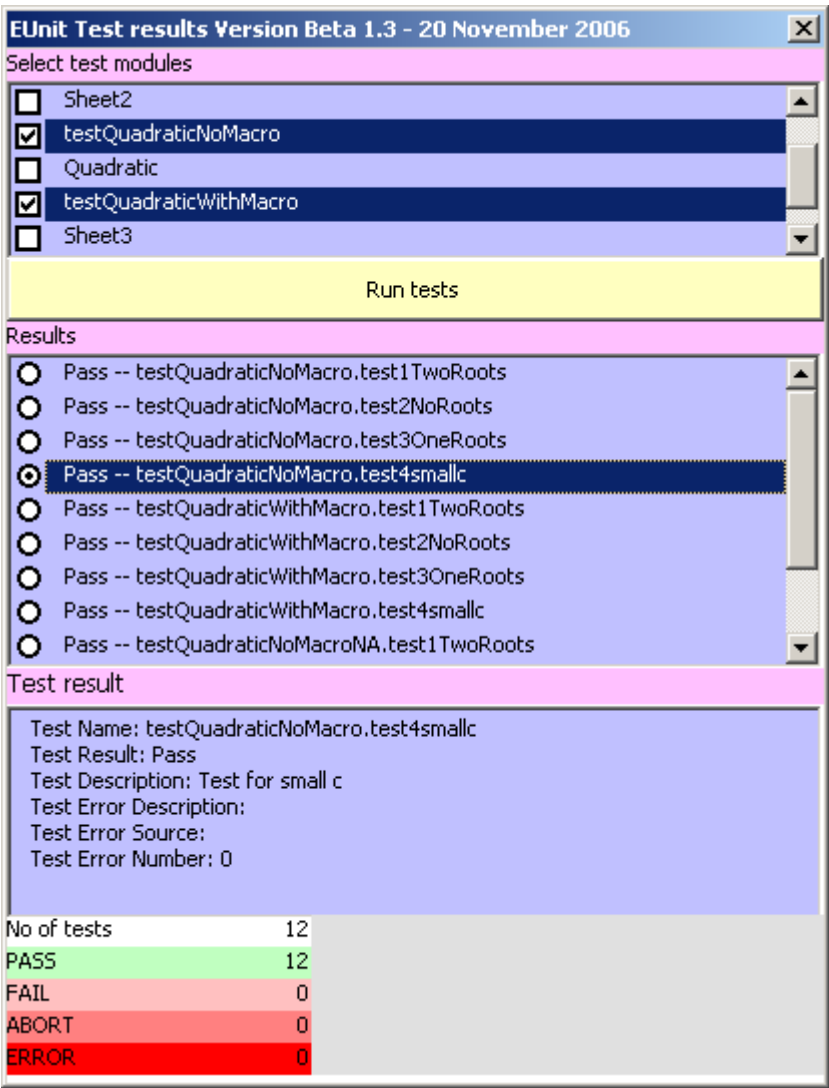 EUnit Test results Version Beta 1.3 - 20 November 2006
Select test modules
Sheet2
testQuadraticNoMacro
Quadratic
testQuadraticWithMacro
Sheet3
Run tests
Results
Pass -- testQuadraticNoMacro.test1TwoRoots
Pass -- testQuadraticNoMacro.test2NoRoots
Pass -- testQuadraticNoMacro.test3OneRoots
Pass -- testQuadraticNoMacro.test4smallc
Pass -- testQuadraticWithMacro.test1TwoRoots
Pass -- testQuadraticWithMacro.test2NoRoots
Pass -- testQuadraticWithMacro.test3OneRoots
Pass -- testQuadraticWithMacro.test4smallc
Pass -- testQuadraticNoMacroNA.test1TwoRoots
Test result
Test Name: testQuadraticNoMacro.test4smallc
Test Result: Pass
Test Description: Test for small c
Test Error Description:
Test Error Source:
Test Error Number: 0
No of tests 12
PASS 12
FAIL 0
ABORT 0
ERROR 0